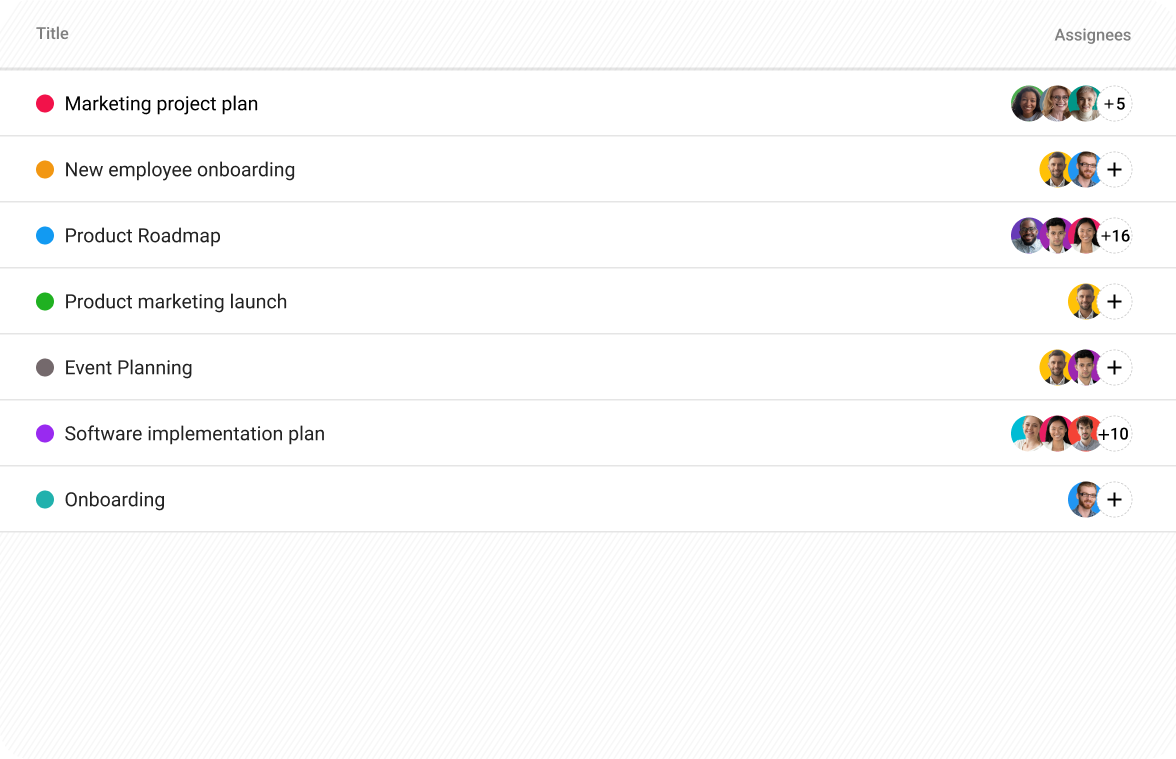 Title Assignees
Marketing project plan +5
New employee onboarding +
Product Roadmap +16
Product marketing launch +
Event Planning +
Software implementation plan +10
Onboarding +